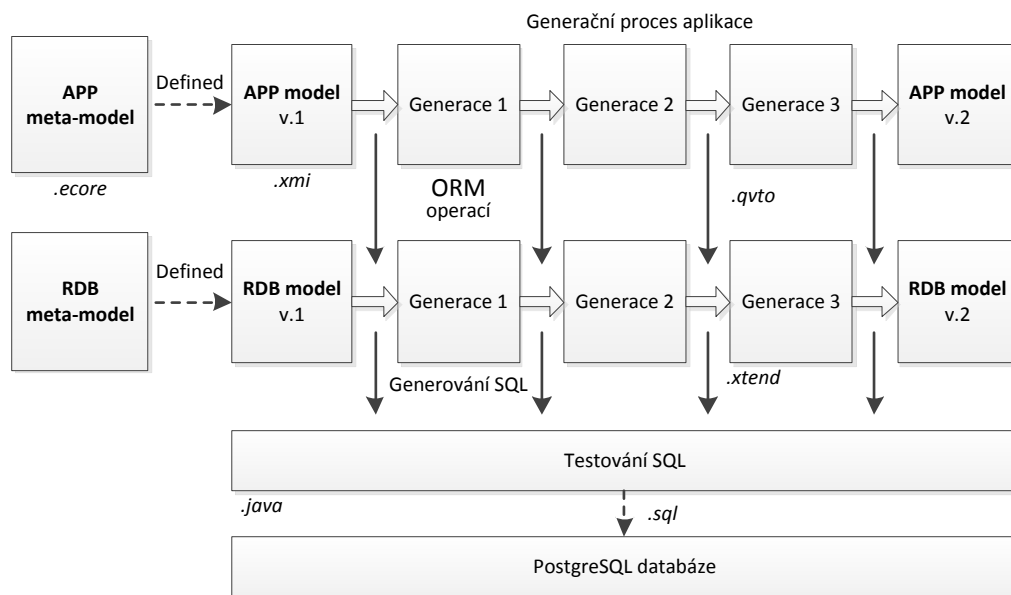 Generační proces aplikace
APP
meta-model
Defined
APP model
v.1
Generace 1
Generace 2
Generace 3
APP model
v.2
.ecore
.xmi
ORM
operací
.qvto
RDB
meta-model
Defined
RDB model
v.1
Generace 1
Generace 2
Generace 3
RDB model
v.2
Generování SQL
.xtend
Testování SQL
.java
.sql
PostgreSQL databáze